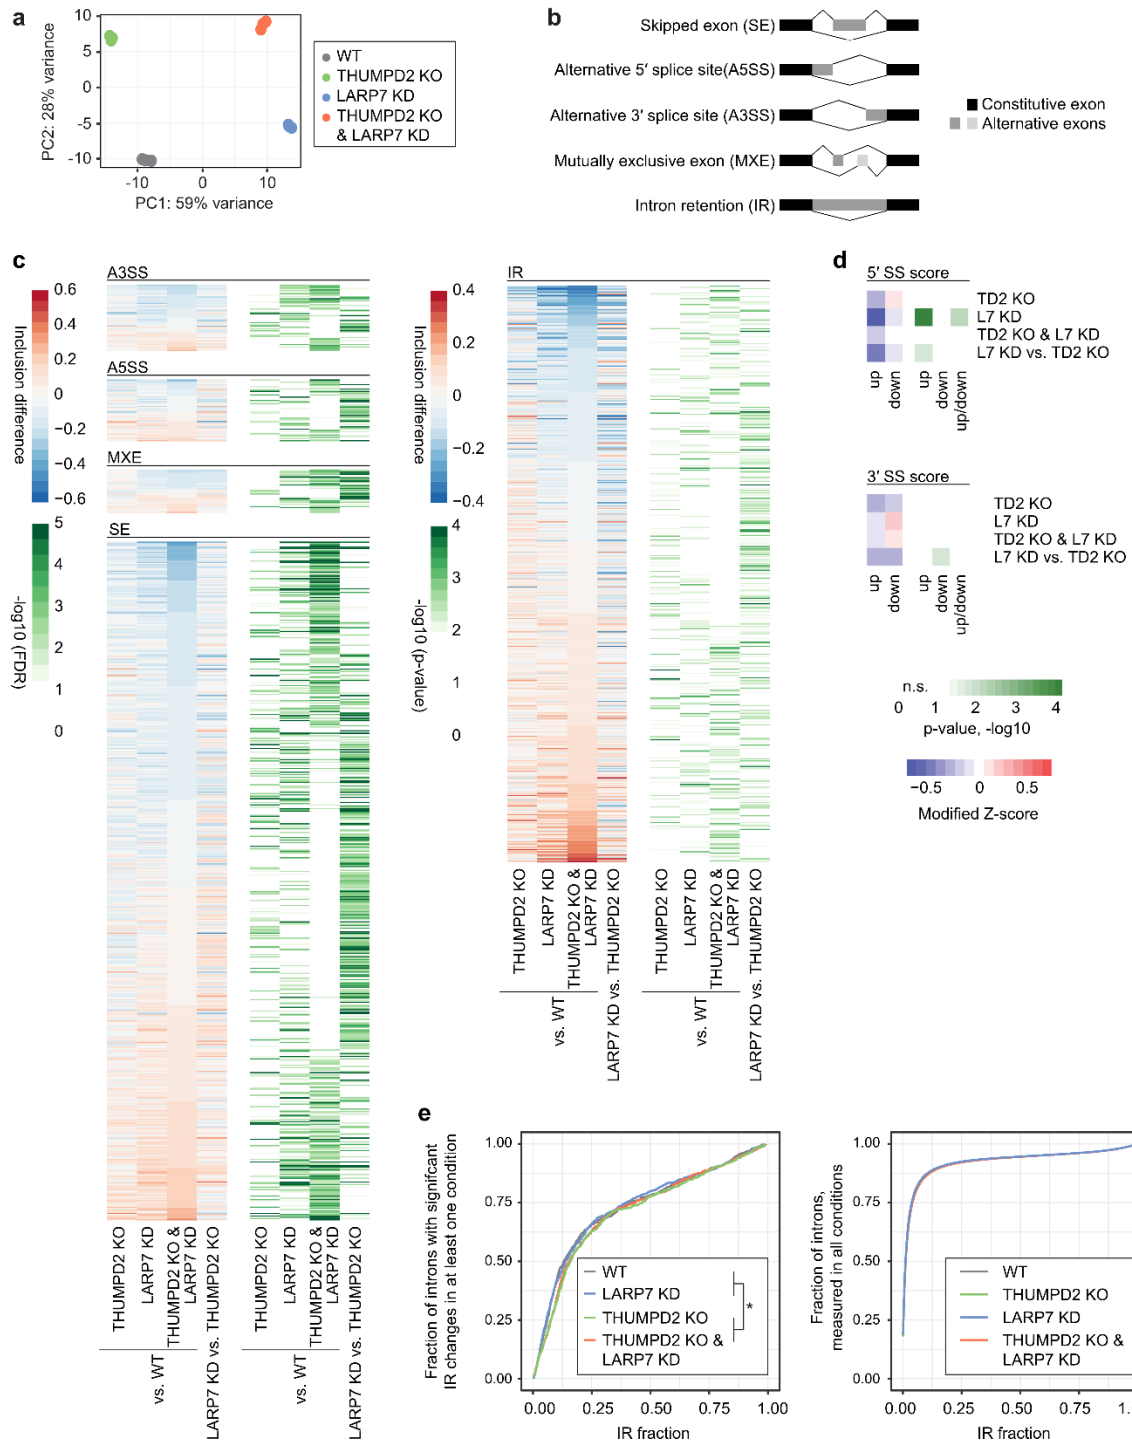 a
PC2: 28% variance
10
5
0
-5
-10
-10
0
10
PC1: 59% variance
WT
THUMPD2 KO
LARP7 KD
THUMPD2 KO
& LARP7 KD
b
Skipped exon (SE)
Alternative 5′ splice site(A5SS)
Alternative 3′ splice site (A3SS)
Mutually exclusive exon (MXE)
Intron retention (IR)
Constitutive exon
Alternative exons
c
A3SS
A5SS
MXE
SE
0.6
0.4
0.2
0
−0.2
−0.4
−0.6
Inclusion difference
5
4
3
2
1
0
-log10 (FDR)
THUMPD2 KO
LARP7 KD
THUMPD2 KO &
LARP7 KD
LARP7 KD vs. THUMPD2 KO
vs. WT
THUMPD2 KO
LARP7 KD
THUMPD2 KO &
LARP7 KD
LARP7 KD vs. THUMPD2 KO
vs. WT
IR
0.4
0.2
0
−0.2
−0.4
Inclusion difference
4
3
2
1
0
-log10 (p-value)
THUMPD2 KO
LARP7 KD
THUMPD2 KO &
LARP7 KD
LARP7 KD vs. THUMPD2 KO
vs. WT
THUMPD2 KO
LARP7 KD
THUMPD2 KO &
LARP7 KD
LARP7 KD vs. THUMPD2 KO
vs. WT
d
5′ SS score
TD2 KO
L7 KD
TD2 KO & L7 KD
L7 KD vs. TD2 KO
up
down
up
down
up/down
3′ SS score
TD2 KO
L7 KD
TD2 KO & L7 KD
L7 KD vs. TD2 KO
up
down
up
down
up/down
n.s.
0 1 2 3 4
p-value, -log10
−0.5 0 0.5
Modified Z-score
e
Fraction of introns with signifcant
IR changes in at least one condition
1.00
0.75
0.50
0.25
0.00
WT
LARP7 KD
THUMPD2 KO
THUMPD2 KO &
LARP7 KD
*
0.00 0.25 0.50 0.75 1.00
IR fraction
Fraction of introns,
measured in all conditions
1.00
0.75
0.50
0.25
0.00
WT
THUMPD2 KO
LARP7 KD
THUMPD2 KO &
LARP7 KD
0.00 0.25 0.50 0.75
IR fraction